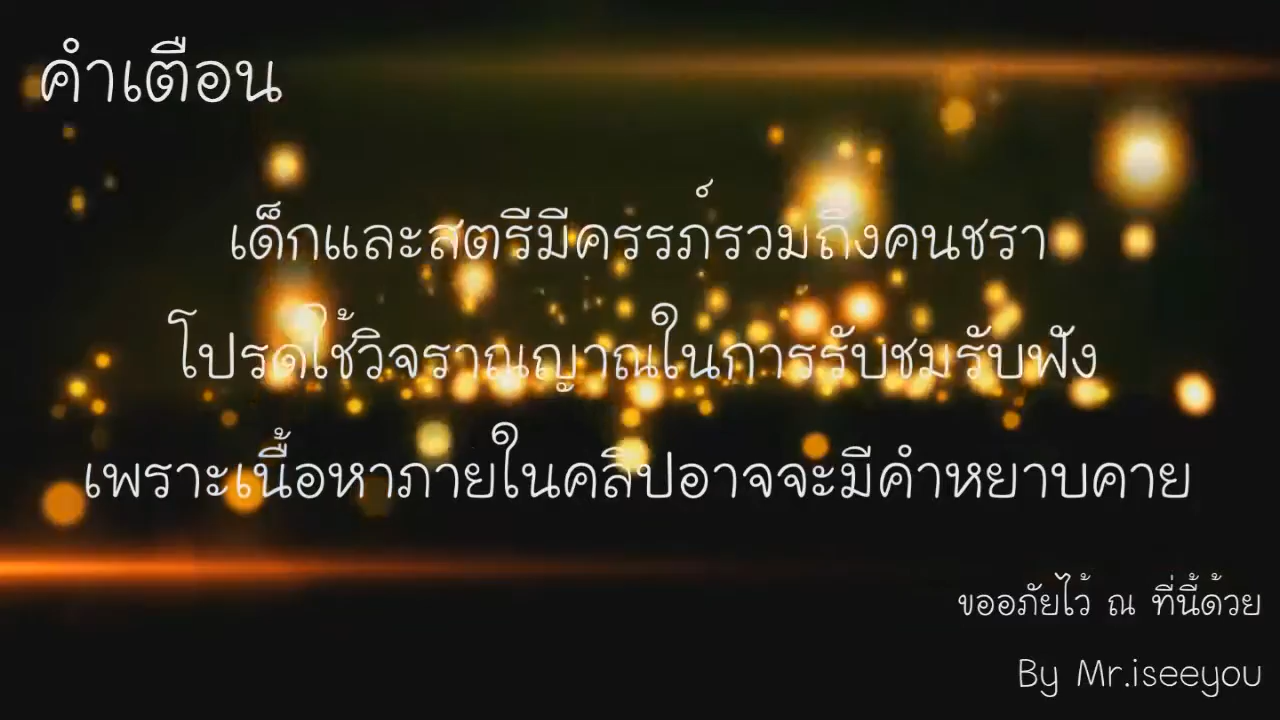 คำเตือน
เด็กและสตรีมีครรภ์รวมถึงคนชรา
โปรดใช้วิจราณญาณในการรับชมรับฟัง
เพราะเนื้อหาภายในคลิปอาจจะมีคำหยาบคาย
ขออภัยไว้ ณ ที่นี้ด้วย
By Mr.iseeyou